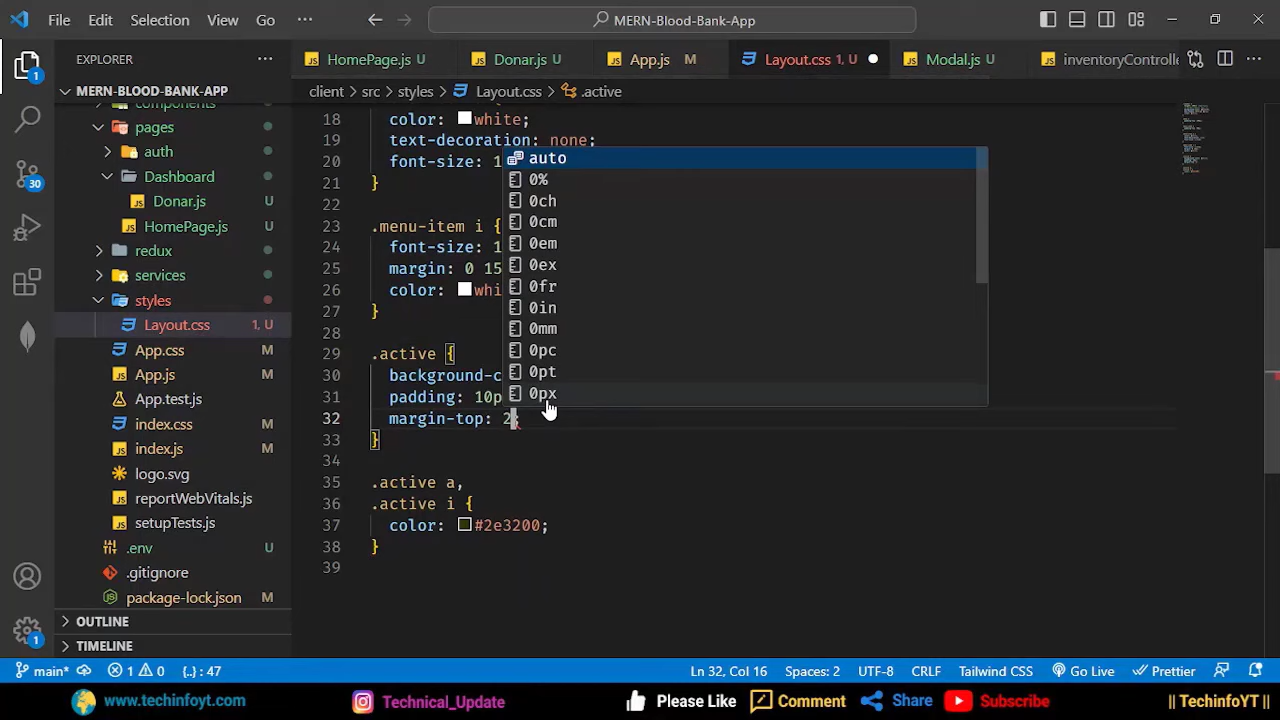 File Edit Selection View Go ··· MERN-Blood-Bank-App
EXPLORER ···
HomePage.js U Donar.js U App.js M Layout.css 1, U Modal.js U inventoryControlle
MERN-BLOOD-BANK-APP
client > src > styles > Layout.css > .active
components
pages
auth
Dashboard
Donar.js U
HomePage.js U
redux
services
styles
Layout.css 1, U
App.css M
App.js M
App.test.js
index.css M
index.js M
logo.svg
reportWebVitals.js
setupTests.js
.env U
.gitignore
package-lock.json M
OUTLINE
TIMELINE
1
30
1
18 color: white;
19 text-decoration: none;
20 font-size: 1
21 }
22
23 .menu-item i {
24 font-size: 1
25 margin: 0 15
26 color: whi
27 }
28
29 .active {
30 background-c
31 padding: 10p
32 margin-top: 2;
33 }
34
35 .active a,
36 .active i {
37 color: #2e3200;
38 }
39
auto
0%
0ch
0cm
0em
0ex
0fr
0in
0mm
0pc
0pt
0px
main* 1 0 {..} : 47 Ln 32, Col 16 Spaces: 2 UTF-8 CRLF Tailwind CSS Go Live Prettier
www.techinfoyt.com Technical_Update Please Like Comment Share Subscribe || TechinfoYT ||